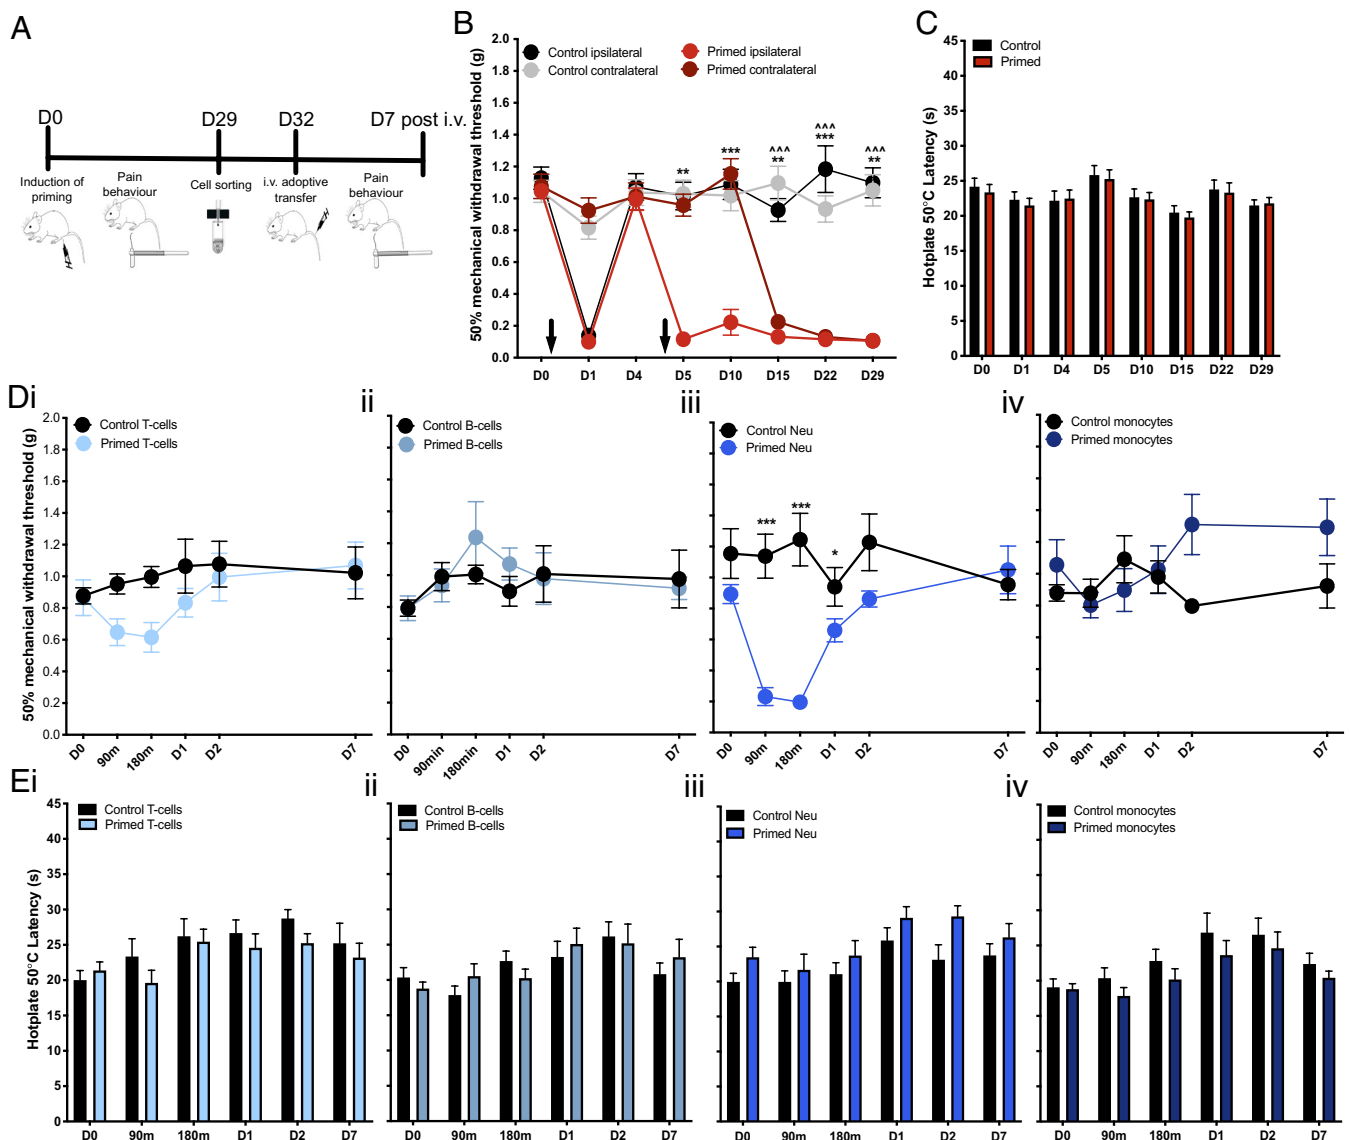 A
D0
D29
D32
D7 post i.v.
Induction of
priming
Pain
behaviour
Cell sorting
i.v. adoptive
transfer
Pain
behaviour
B
50% mechanical withdrawal threshold (g)
2.0
1.8
1.6
1.4
1.2
1.0
0.8
0.6
0.4
0.2
0.0
Control ipsilateral
Control contralateral
Primed ipsilateral
Primed contralateral
**
***
^^^
**
^^^
***
^^^
**
D0 D1 D4 D5 D10 D15 D22 D29
C
Hotplate 50°C Latency (s)
45
40
35
30
25
20
15
10
5
0
Control
Primed
D0 D1 D4 D5 D10 D15 D22 D29
Di
50% mechanical withdrawal threshold (g)
2.0
1.8
1.6
1.4
1.2
1.0
0.8
0.6
0.4
0.2
0.0
Control T-cells
Primed T-cells
D0 90m 180m D1 D2 D7
ii
Control B-cells
Primed B-cells
D0 90min 180min D1 D2 D7
iii
Control Neu
Primed Neu
***
***
*
D0 90m 180m D1 D2 D7
iv
Control monocytes
Primed monocytes
D0 90m 180m D1 D2 D7
Ei
Hotplate 50°C Latency (s)
45
40
35
30
25
20
15
10
5
0
Control T-cells
Primed T-cells
D0 90m 180m D1 D2 D7
ii
Control B-cells
Primed B-cells
D0 90m 180m D1 D2 D7
iii
Control Neu
Primed Neu
D0 90m 180m D1 D2 D7
iv
Control monocytes
Primed monocytes
D0 90m 180m D1 D2 D7